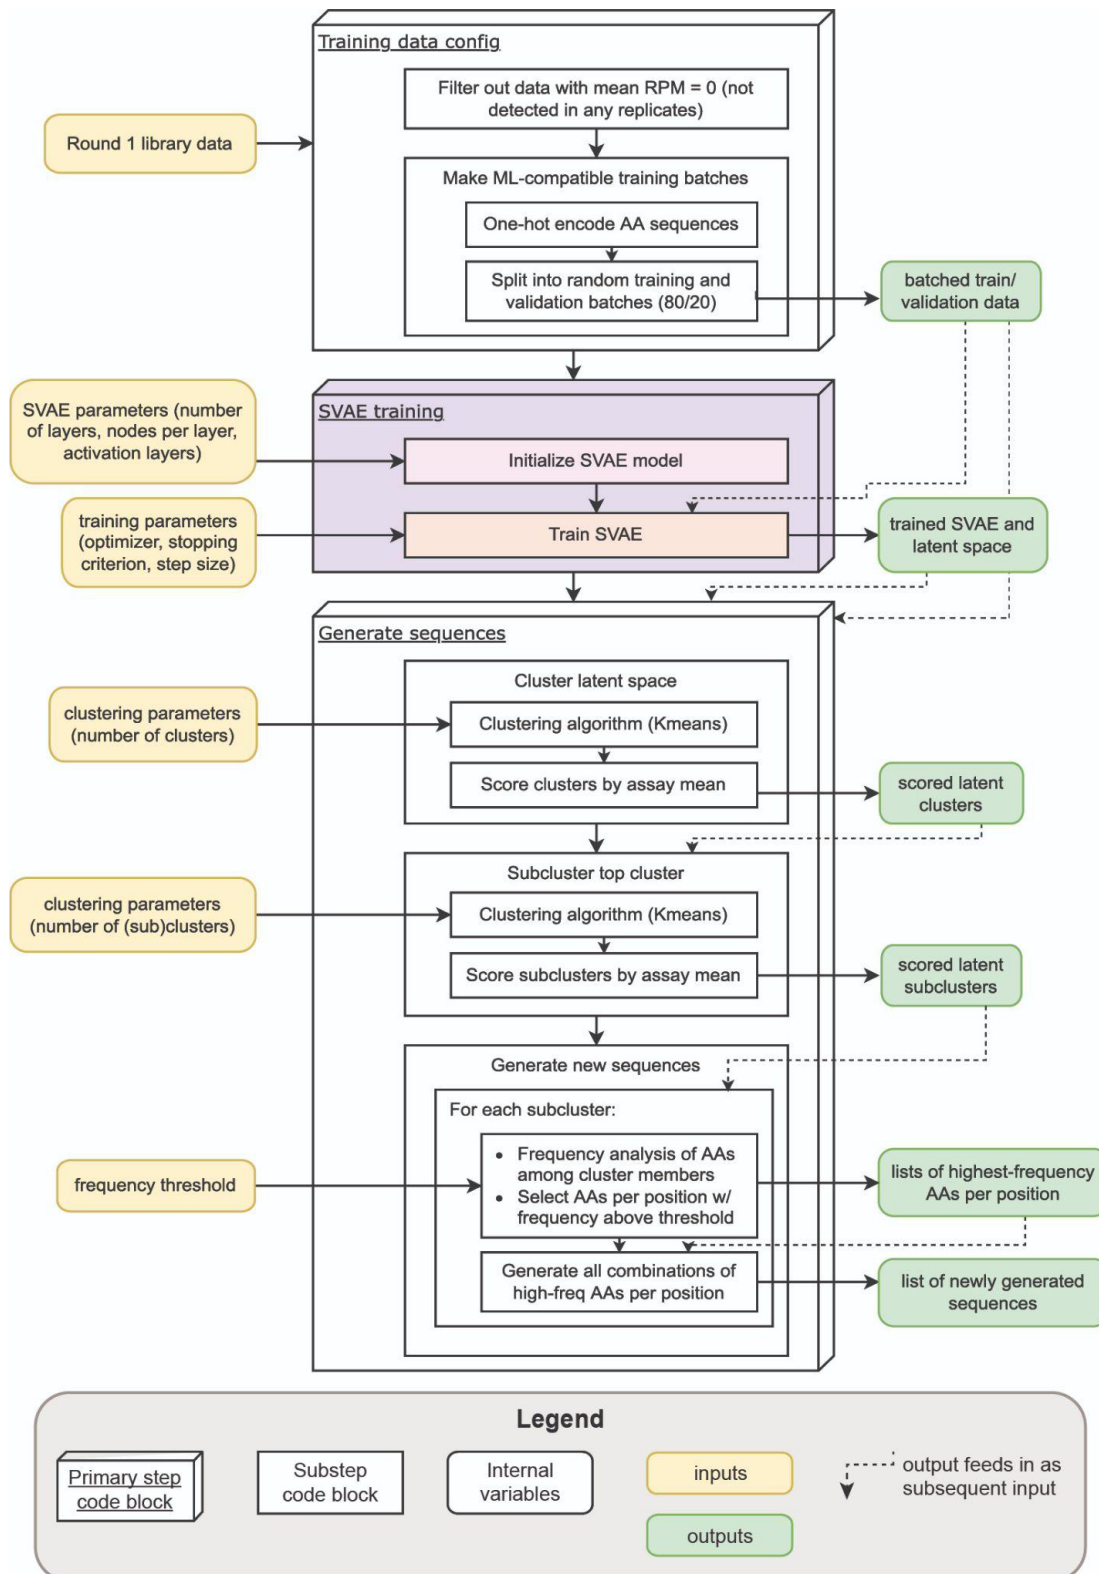 Training data config
Filter out data with mean RPM = 0 (not
detected in any replicates)
Round 1 library data
Make ML-compatible training batches
One-hot encode AA sequences
Split into random training and
validation batches (80/20)
batched train/
validation data
SVAE training
SVAE parameters (number
of layers, nodes per layer,
activation layers)
Initialize SVAE model
training parameters
(optimizer, stopping
criterion, step size)
Train SVAE
trained SVAE and
latent space
Generate sequences
Cluster latent space
clustering parameters
(number of clusters)
Clustering algorithm (Kmeans)
Score clusters by assay mean
scored latent
clusters
Subcluster top cluster
clustering parameters
(number of (sub)clusters)
Clustering algorithm (Kmeans)
Score subclusters by assay mean
scored latent
subclusters
Generate new sequences
For each subcluster:
• Frequency analysis of AAs
among cluster members
• Select AAs per position w/
frequency above threshold
frequency threshold
lists of highest-frequency
AAs per position
Generate all combinations of
high-freq AAs per position
list of newly generated
sequences
Legend
Primary step
code block
Substep
code block
Internal
variables
inputs
outputs
output feeds in as
subsequent input